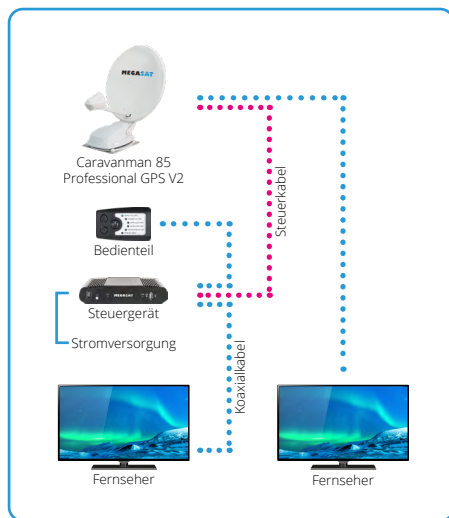 MEGASAT
Caravanman 85
Professional GPS V2
Steuerkabel
Bedienteil
MEGASAT
Steuergerät
Stromversorgung
Koaxialkabel
Fernseher
Fernseher